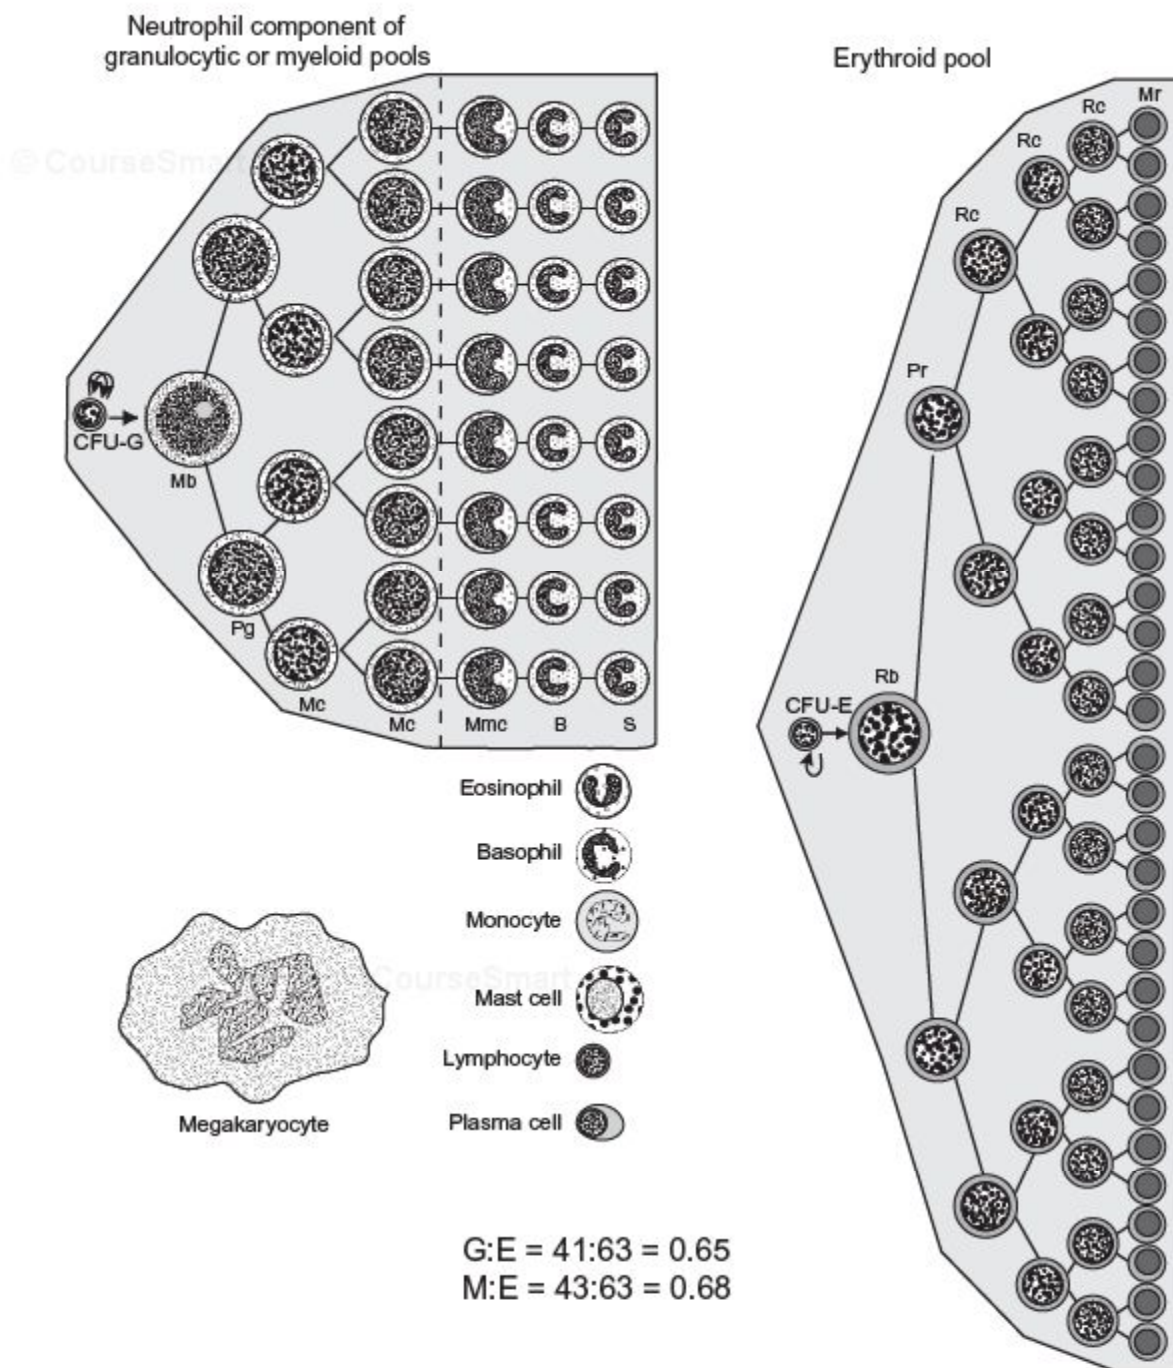 Neutrophil component of
granulocytic or myeloid pools
© CourseSmart
CFU-G
Mb
Pg
Mc
Mc
Mmc
B
S
Erythroid pool
Mr
Rc
Rc
Rc
Pr
Rb
CFU-E
Eosinophil
Basophil
Monocyte
CourseSmart
Mast cell
Lymphocyte
Plasma cell
Megakaryocyte
G:E = 41:63 = 0.65
M:E = 43:63 = 0.68